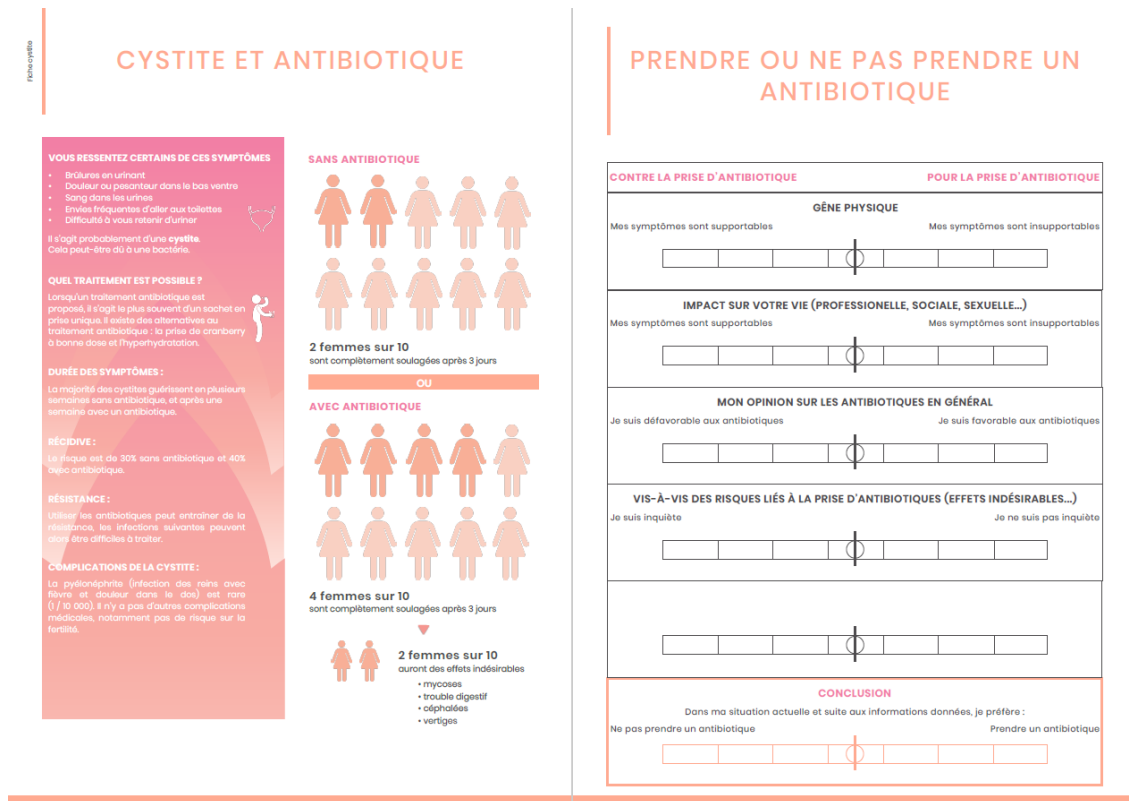 Fiche cystite
CYSTITE ET ANTIBIOTIQUE
VOUS RESSENTEZ CERTAINS DE CES SYMPTÔMES
• Brûlures en urinant
• Douleur ou pesanteur dans le bas ventre
• Sang dans les urines
• Envies fréquentes d'aller aux toilettes
• Difficulté à vous retenir d'uriner
Il s'agit probablement d'une cystite.
Cela peut-être dû à une bactérie.
QUEL TRAITEMENT EST POSSIBLE ?
Lorsqu'un traitement antibiotique est
proposé, il s'agit le plus souvent d'un sachet en
prise unique. Il existe des alternatives au
traitement antibiotique : la prise de cranberry
à bonne dose et l'hyperhydratation.
DURÉE DES SYMPTÔMES :
La majorité des cystites guérissent en plusieurs
semaines sans antibiotique, et après une
semaine avec un antibiotique.
RÉCIDIVE :
Le risque est de 30% sans antibiotique et 40%
avec antibiotique.
RÉSISTANCE :
Utiliser les antibiotiques peut entraîner de la
résistance, les infections suivantes peuvent
alors être difficiles à traiter.
COMPLICATIONS DE LA CYSTITE :
La pyélonéphrite (infection des reins avec
fièvre et douleur dans le dos) est rare
(1 / 10 000). Il n'y a pas d'autres complications
médicales, notamment pas de risque sur la
fertilité.
SANS ANTIBIOTIQUE
2 femmes sur 10
sont complètement soulagées après 3 jours
OU
AVEC ANTIBIOTIQUE
4 femmes sur 10
sont complètement soulagées après 3 jours
2 femmes sur 10
auront des effets indésirables
• mycoses
• trouble digestif
• céphalées
• vertiges
PRENDRE OU NE PAS PRENDRE UN
ANTIBIOTIQUE
CONTRE LA PRISE D'ANTIBIOTIQUE POUR LA PRISE D'ANTIBIOTIQUE
GÊNE PHYSIQUE
Mes symptômes sont supportables Mes symptômes sont insupportables
IMPACT SUR VOTRE VIE (PROFESSIONELLE, SOCIALE, SEXUELLE...)
Mes symptômes sont supportables Mes symptômes sont insupportables
MON OPINION SUR LES ANTIBIOTIQUES EN GÉNÉRAL
Je suis défavorable aux antibiotiques Je suis favorable aux antibiotiques
VIS-À-VIS DES RISQUES LIÉS À LA PRISE D'ANTIBIOTIQUES (EFFETS INDÉSIRABLES...)
Je suis inquiète Je ne suis pas inquiète
CONCLUSION
Dans ma situation actuelle et suite aux informations données, je préfère :
Ne pas prendre un antibiotique Prendre un antibiotique